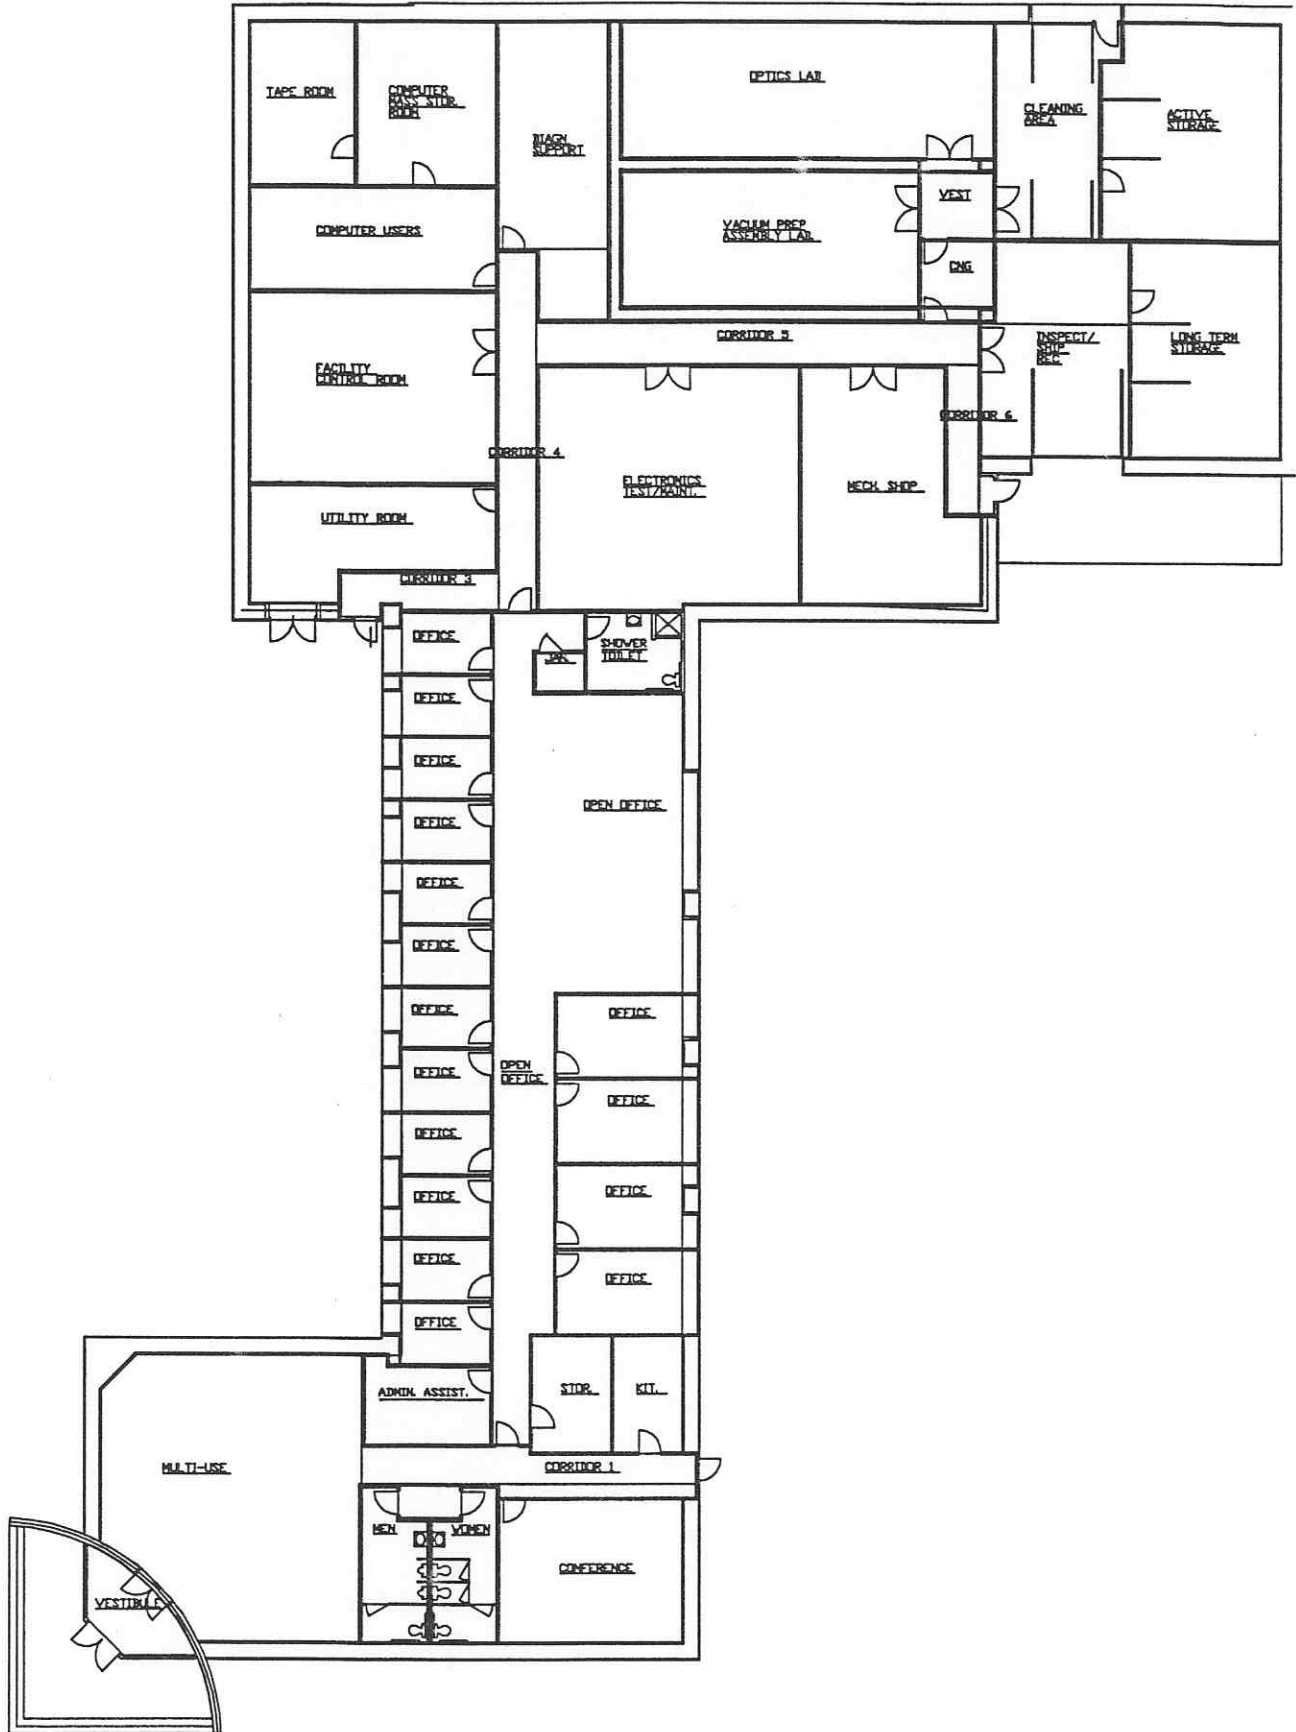 TAPE ROOM
COMPUTER
MASS STOR.
ROOM
DIAGN
SUPPORT
OPTICS LAB
CLEANING
AREA
ACTIVE
STORAGE
COMPUTER USERS
VACUUM PREP
ASSEMBLY LAB
VEST
CNG
FACILITY
CONTROL ROOM
CORRIDOR 5
INSPECT/
SHIP
REC.
LONG TERM
STORAGE
CORRIDOR 4
CORRIDOR 6
UTILITY ROOM
ELECTRONICS
TEST/MAINT.
MECH. SHOP
CORRIDOR 3
OFFICE
JAN.
SHOWER
TOILET
OFFICE
OFFICE
OFFICE
OPEN OFFICE
OFFICE
OFFICE
OFFICE
OFFICE
OFFICE
OPEN
OFFICE
OFFICE
OFFICE
OFFICE
OFFICE
OFFICE
OFFICE
OFFICE
ADMIN. ASSIST.
STOR.
KIT.
MULTI-USE
CORRIDOR 1
MEN
WOMEN
CONFERENCE
VESTIBULE